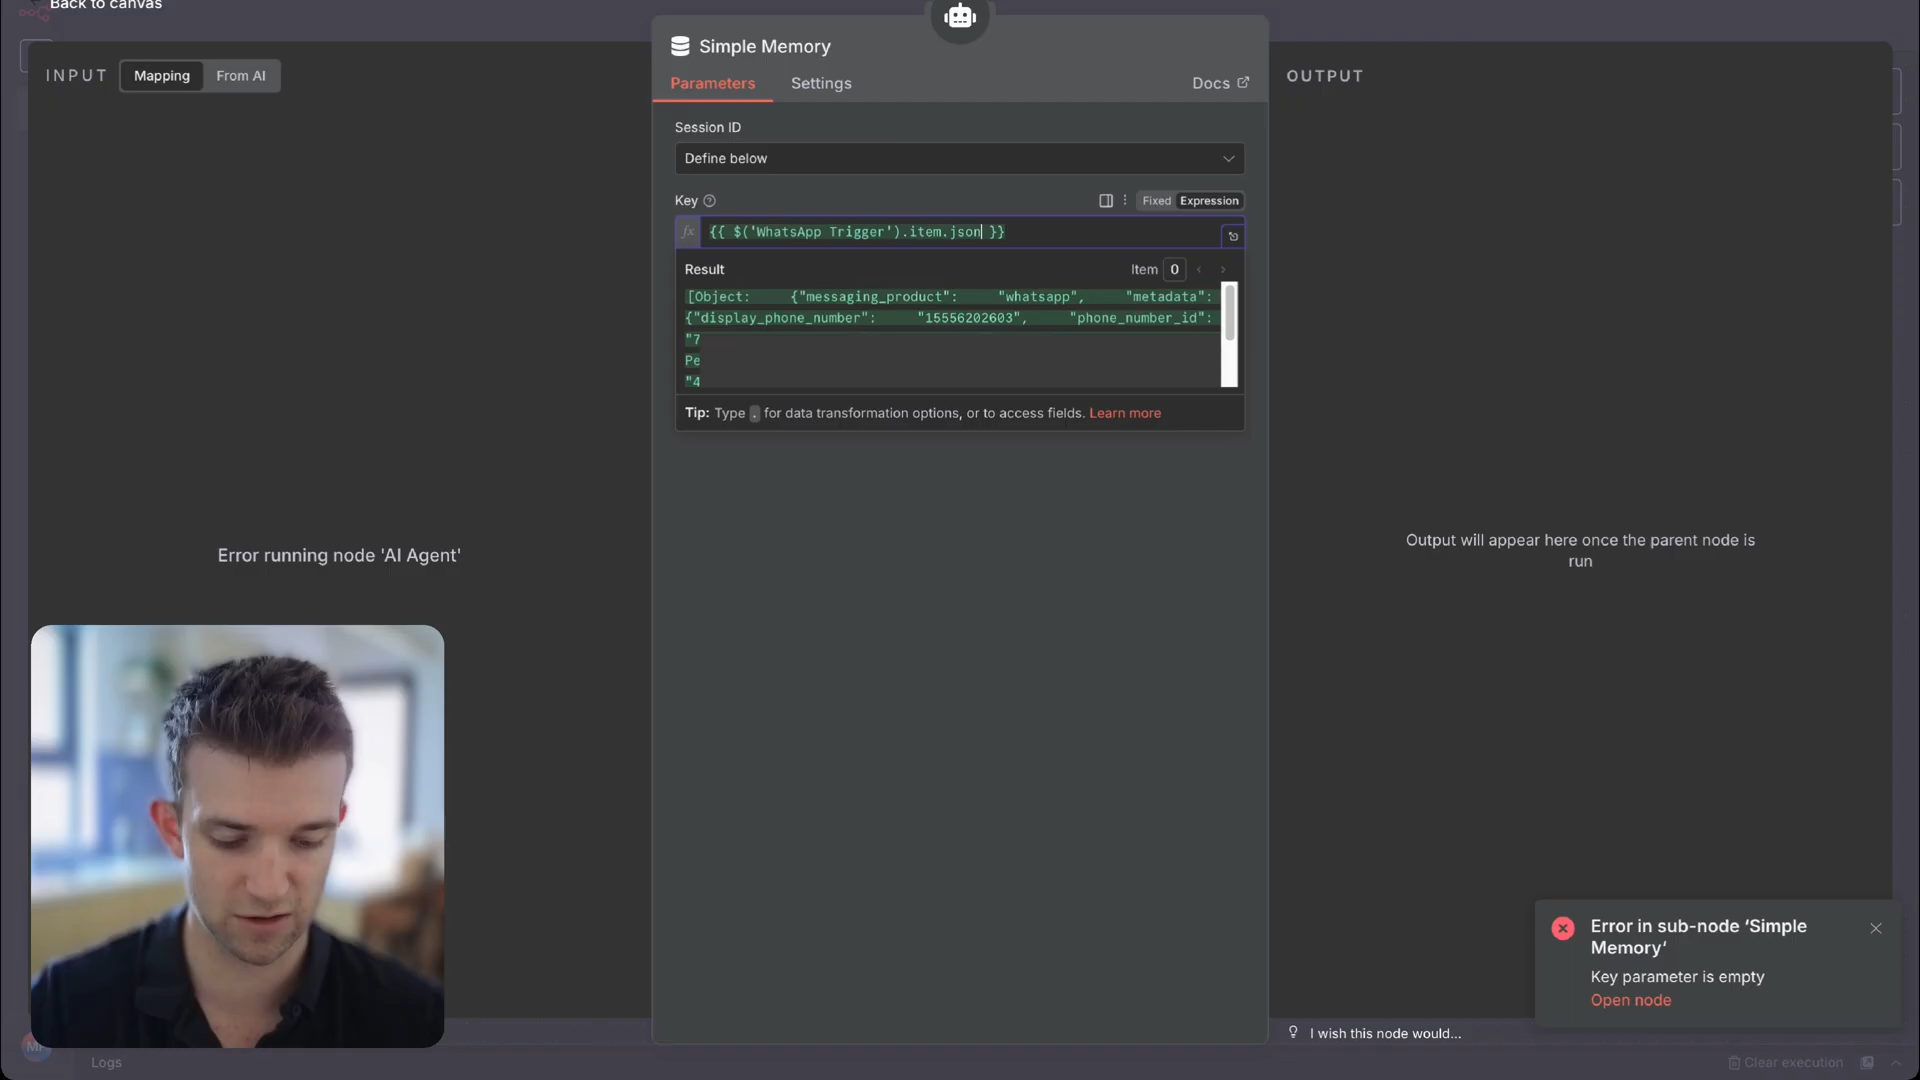 Back to canvas
INPUT
Mapping
From AI
Simple Memory
Parameters
Settings
Docs
OUTPUT
Session ID
Define below
Key
Fixed
Expression
fx
{{ $('WhatsApp Trigger').item.json }}
Result
Item
0
[Object: {"messaging_product": "whatsapp", "metadata":
{"display_phone_number": "15556202603", "phone_number_id":
"7
Pe
"4
Tip: Type . for data transformation options, or to access fields. Learn more
Error running node 'AI Agent'
Output will appear here once the parent node is
run
Error in sub-node ‘Simple
Memory‘
Key parameter is empty
Open node
I wish this node would...
Logs
Clear execution